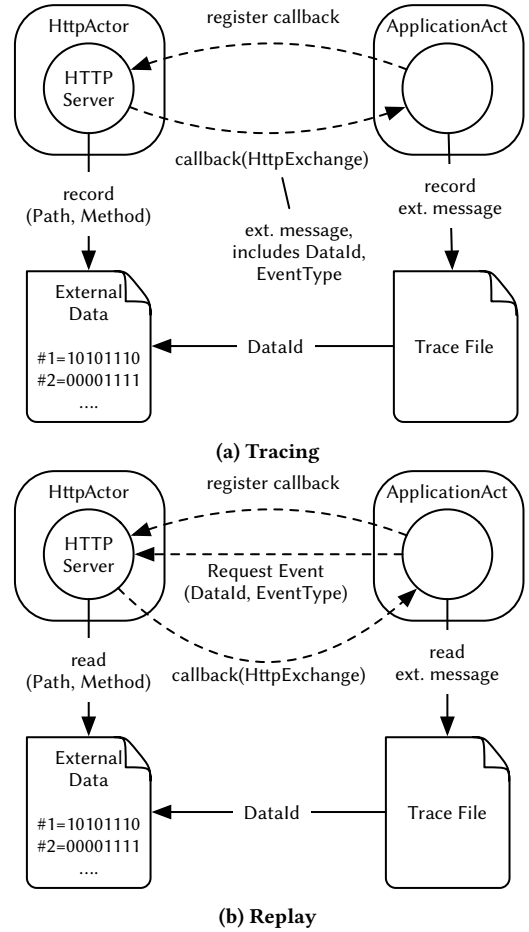 HttpActor
register callback
ApplicationAct
HTTP
Server
callback(HttpExchange)
record
(Path, Method)
record
ext. message
ext. message,
includes DataId,
EventType
External
Data
#1=10101110
#2=00001111
....
DataId
Trace File
(a) Tracing
HttpActor
register callback
ApplicationAct
HTTP
Server
Request Event
(DataId, EventType)
callback(HttpExchange)
read
(Path, Method)
read
ext. message
External
Data
#1=10101110
#2=00001111
....
DataId
Trace File
(b) Replay